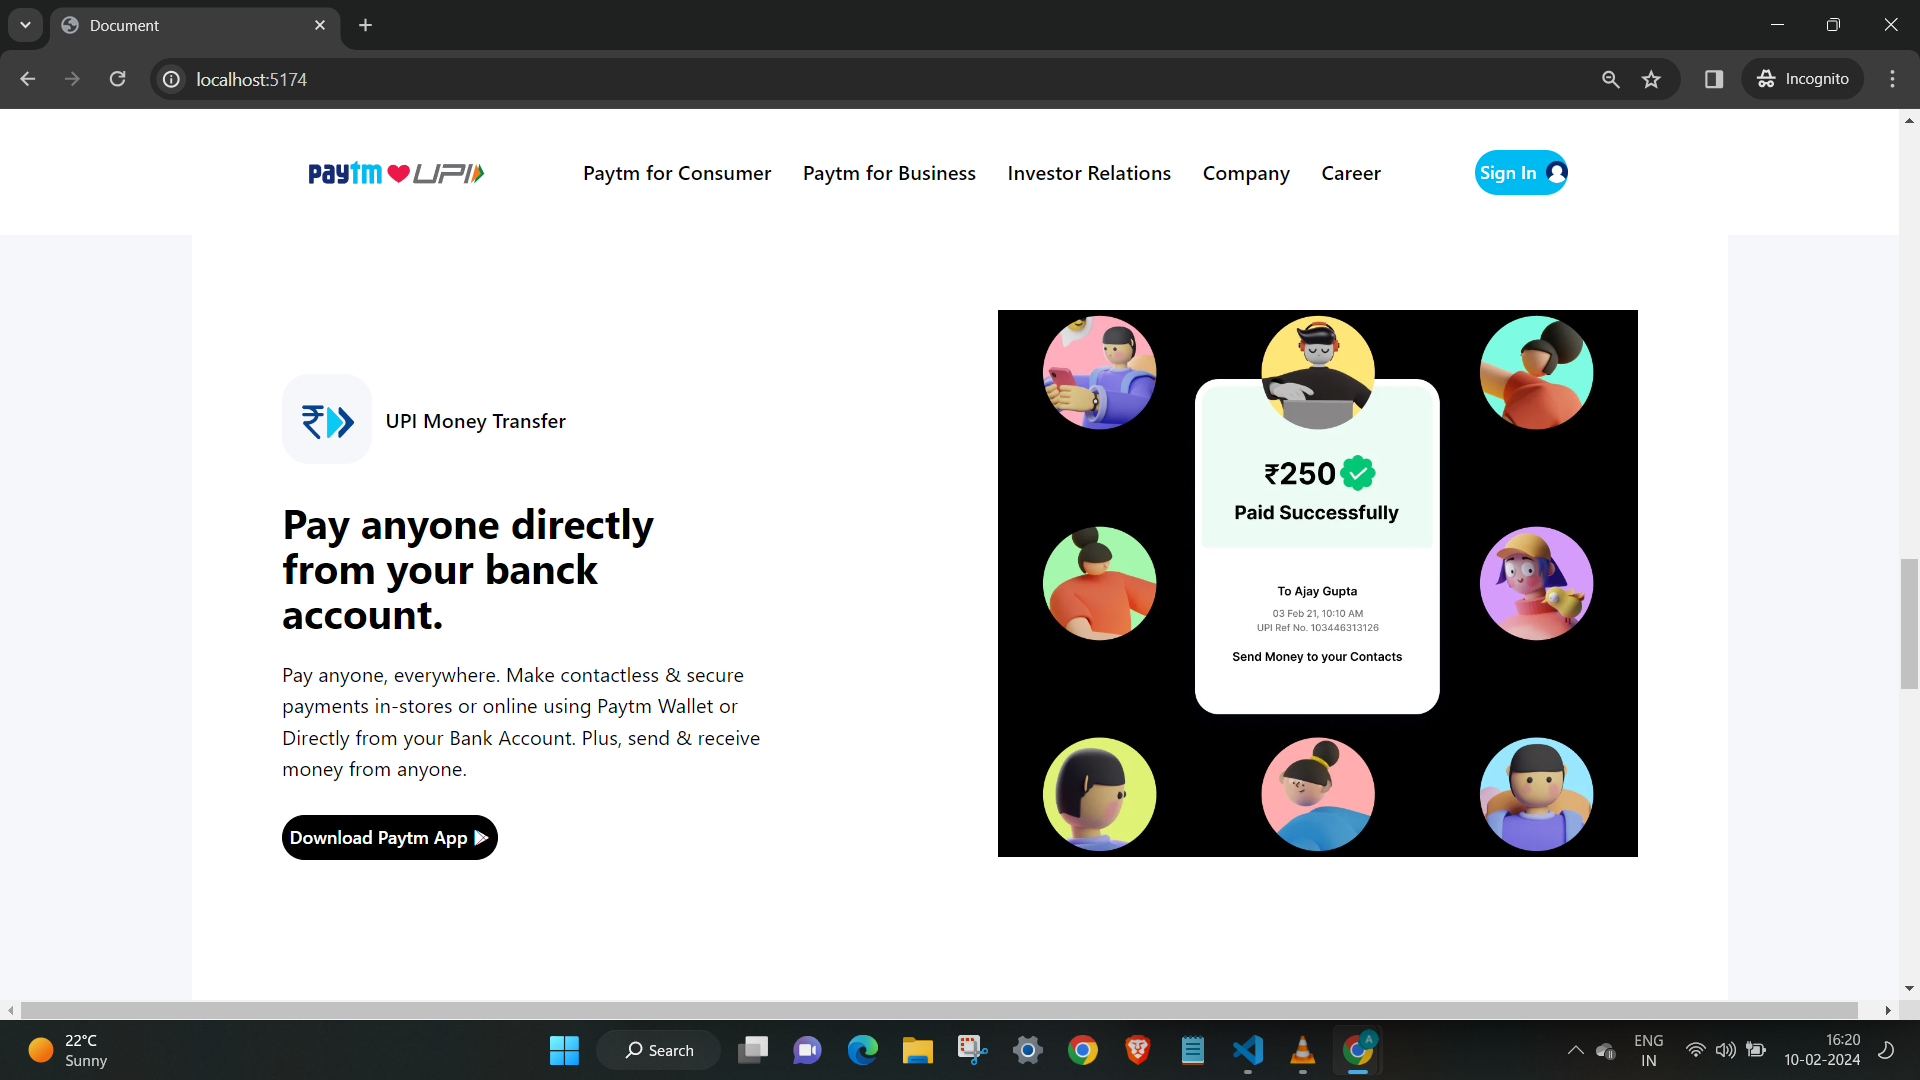 Document
localhost:5174
Incognito
paytm UPI
Paytm for Consumer
Paytm for Business
Investor Relations
Company
Career
Sign In
UPI Money Transfer
Pay anyone directly
from your banck
account.
Pay anyone, everywhere. Make contactless & secure
payments in-stores or online using Paytm Wallet or
Directly from your Bank Account. Plus, send & receive
money from anyone.
Download Paytm App
₹250
Paid Successfully
To Ajay Gupta
03 Feb 21, 10:10 AM
UPI Ref No. 103446313126
Send Money to your Contacts
22°C
Sunny
Search
A
ENG
IN
16:20
10-02-2024